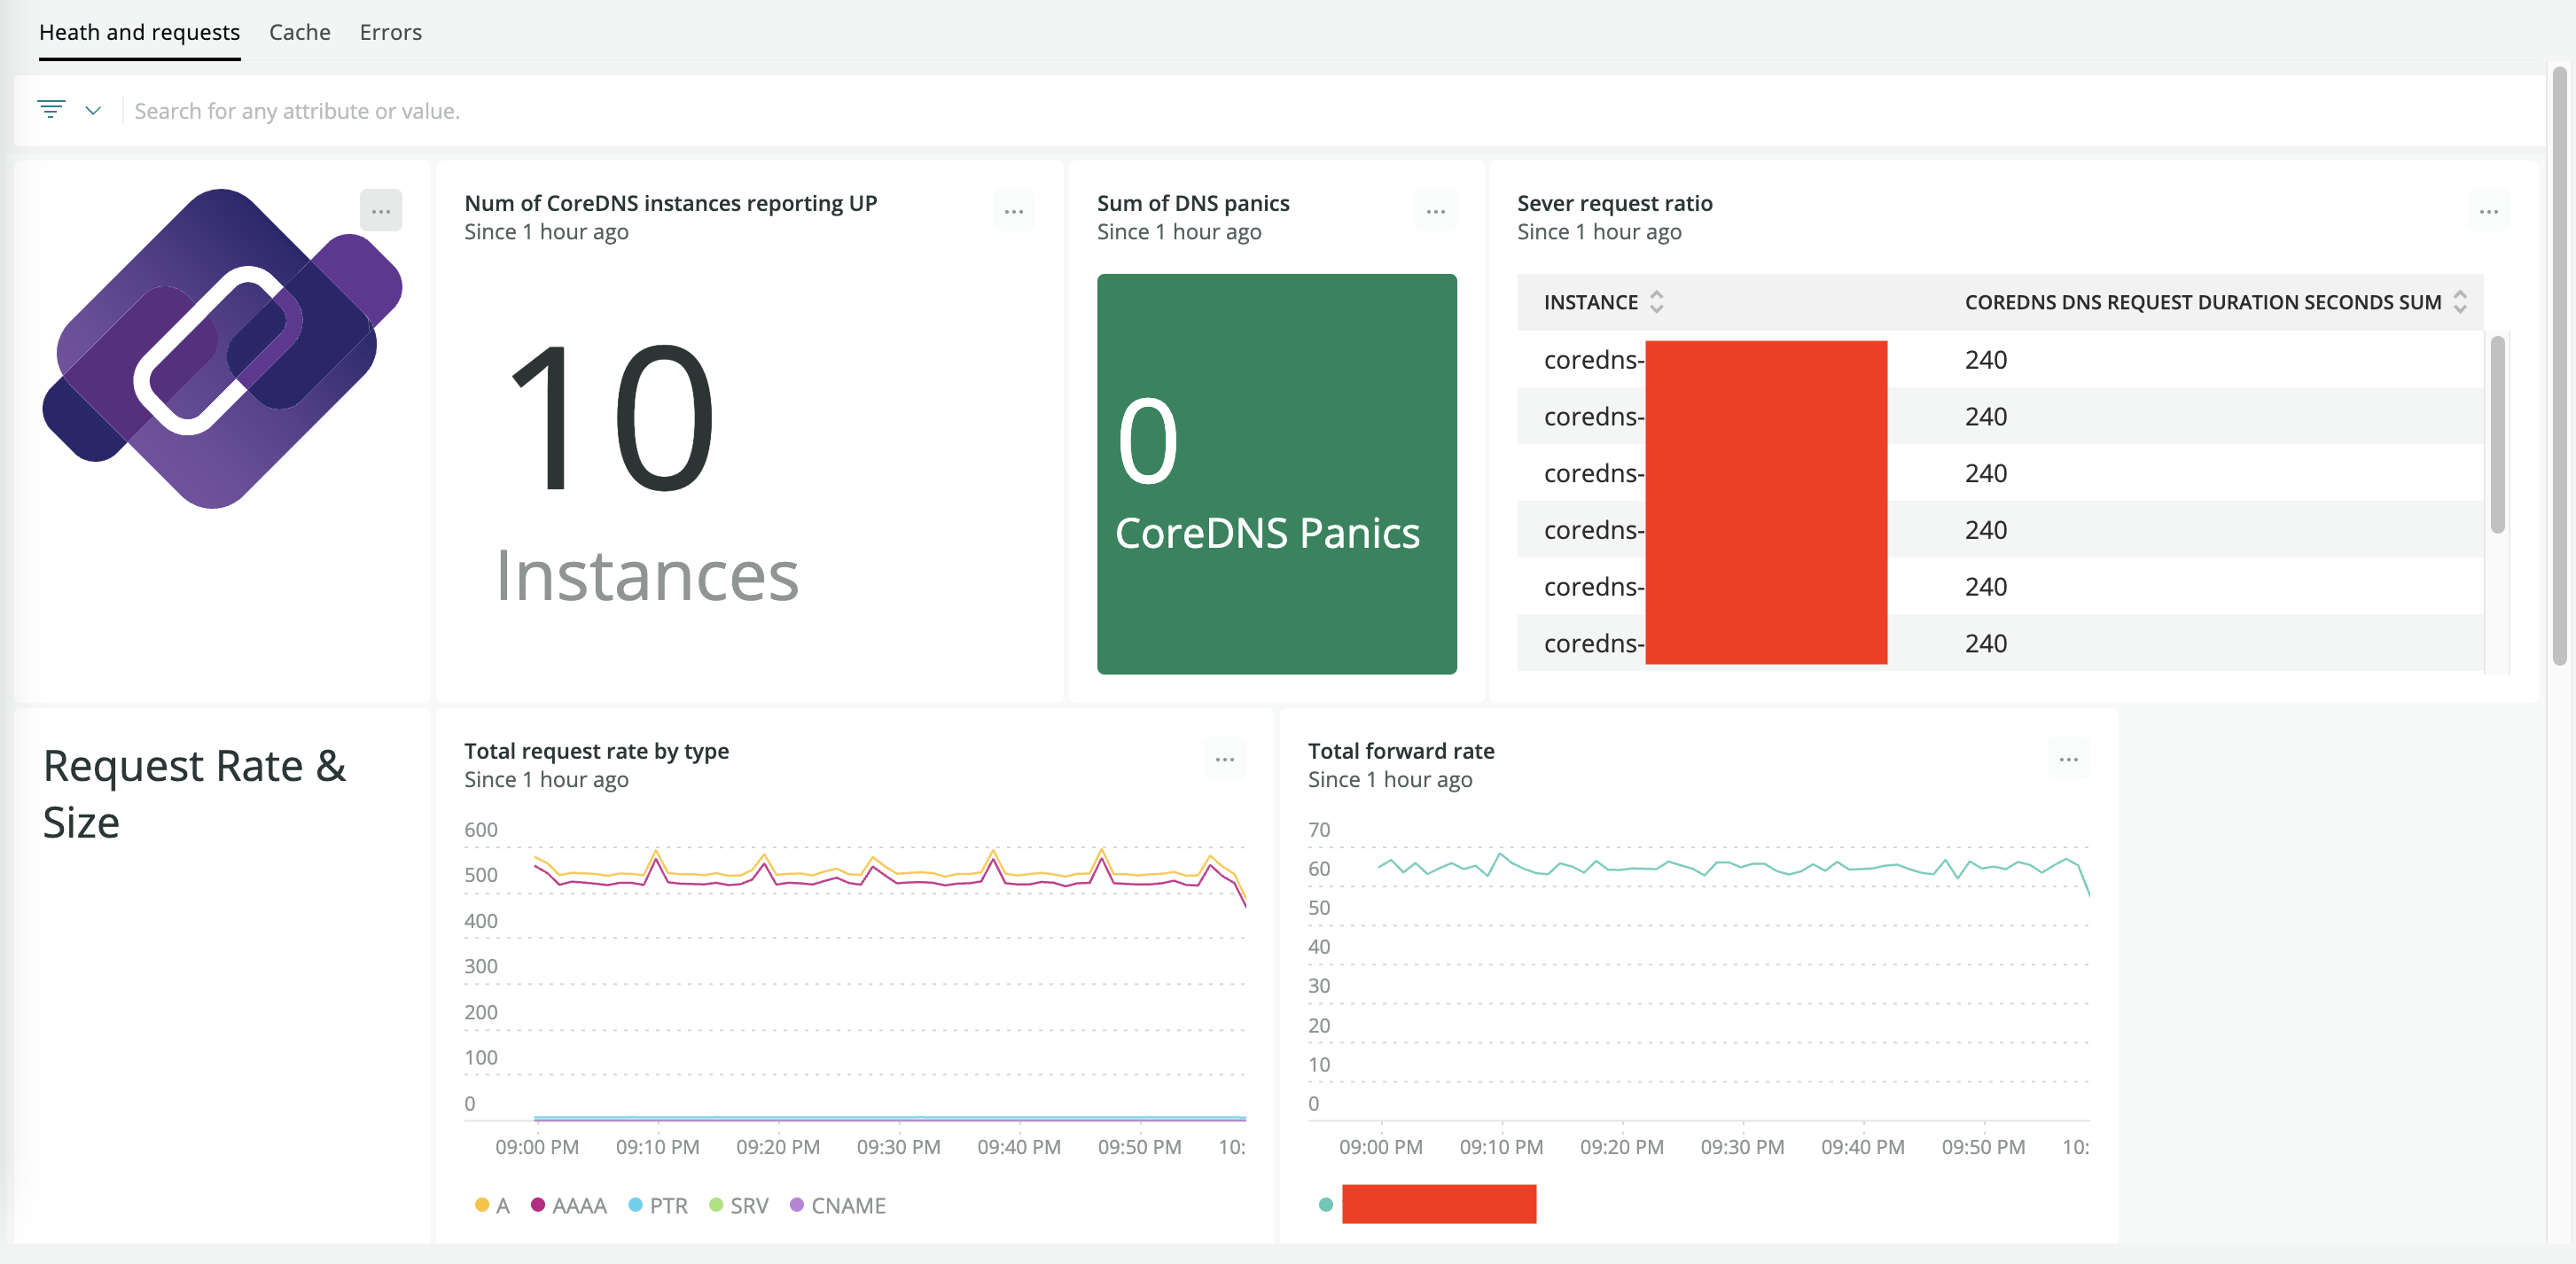 Heath and requests Cache Errors
Search for any attribute or value.
Num of CoreDNS instances reporting UP
Since 1 hour ago
10
Instances
Sum of DNS panics
Since 1 hour ago
0
CoreDNS Panics
Sever request ratio
Since 1 hour ago
INSTANCE COREDNS DNS REQUEST DURATION SECONDS SUM
coredns- 240
coredns- 240
coredns- 240
coredns- 240
coredns- 240
coredns- 240
Request Rate &
Size
Total request rate by type
Since 1 hour ago
600
500
400
300
200
100
0
09:00 PM 09:10 PM 09:20 PM 09:30 PM 09:40 PM 09:50 PM 10:
A AAAA PTR SRV CNAME
Total forward rate
Since 1 hour ago
70
60
50
40
30
20
10
0
09:00 PM 09:10 PM 09:20 PM 09:30 PM 09:40 PM 09:50 PM 10: